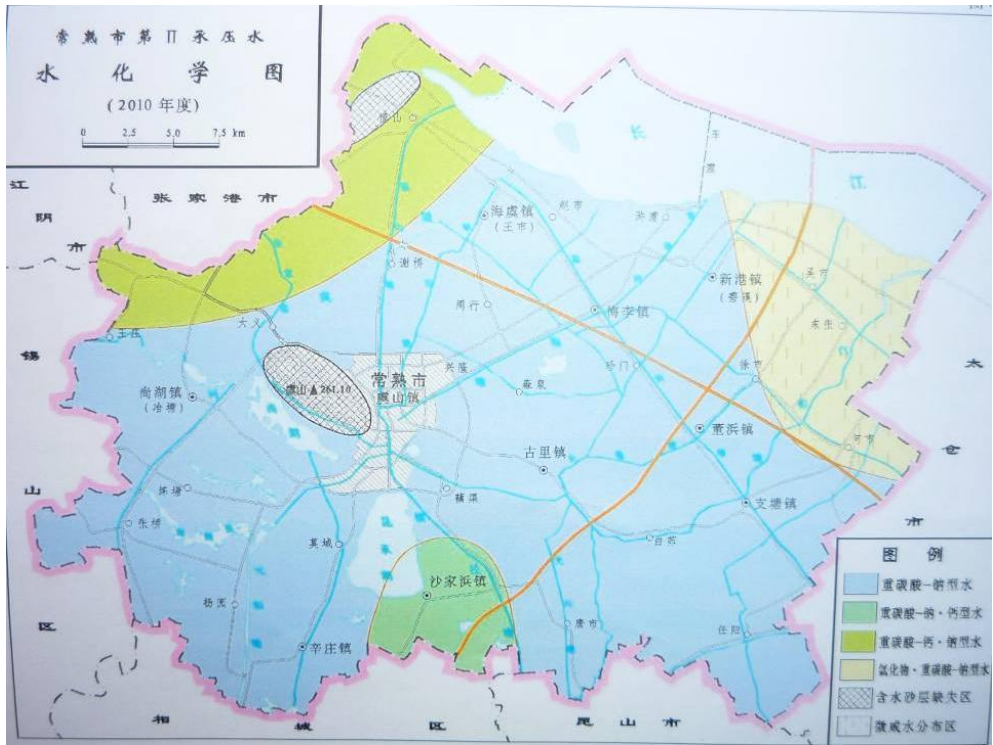 常熟市第II承压水
水化学图
(2010年度)
0 2.5 5.0 7.5 km
江阴市
张家港市
长江
海虞镇
(王市)
谢桥
周行
新港镇
(碧溪)
梅李镇
吴市
东张
徐市
王庄
大义
锡山区
尚湖镇
(冶塘)
虞山▲261.10
常熟市
虞山镇
兴隆
森泉
珍门
董浜镇
太仓市
古里镇
练塘
张桥
横泾
莫城
支塘镇
白茆
何市
沙家浜镇
杨园
辛庄镇
唐市
任阳
相城区
昆山市
图例
重碳酸-钠型水
重碳酸-钠·钙型水
重碳酸-钙·钠型水
氯化物·重碳酸-钠型水
含水砂层缺失区
微咸水分布区